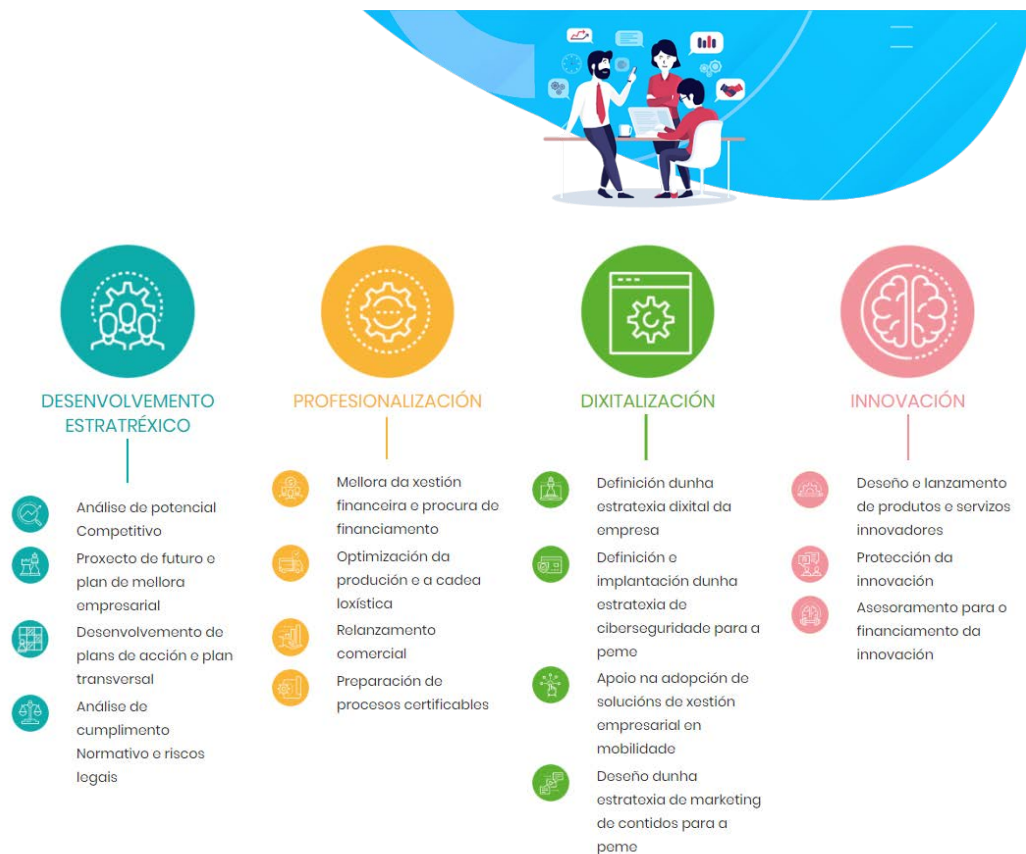 DESENVOLVEMENTO
ESTRATRÉXICO
Análise de potencial
Competitivo
Proxecto de futuro e
plan de mellora
empresarial
Desenvolvemento de
plans de acción e plan
transversal
Análise de
cumplimento
Normativo e riscos
legais
PROFESIONALIZACIÓN
Mellora da xestión
financeira e procura de
financiamento
Optimización da
produción e a cadea
loxística
Relanzamento
comercial
Preparación de
procesos certificables
DIXITALIZACIÓN
Definición dunha
estratexia dixital da
empresa
Definición e
implantación dunha
estratexia de
ciberseguridade para a
peme
Apoio na adopción de
solucións de xestión
empresarial en
mobilidade
Deseño dunha
estratexia de marketing
de contidos para a
peme
INNOVACIÓN
Deseño e lanzamento
de produtos e servizos
innovadores
Protección da
innovación
Asesoramento para o
financiamento da
innovación